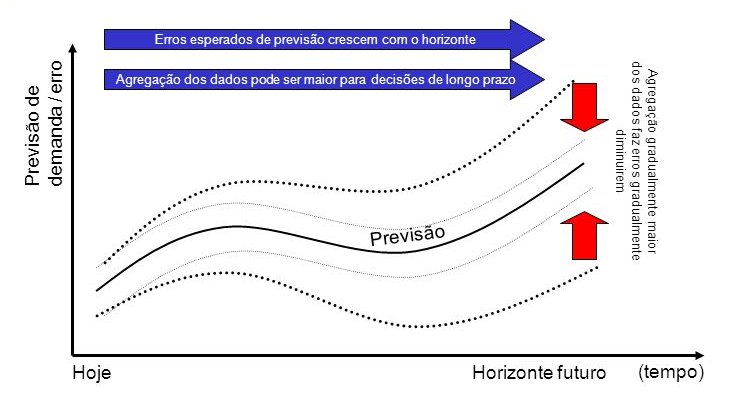 Erros esperados de previsão crescem com o horizonte
Agregação dos dados pode ser maior para decisões de longo prazo
Previsão de
demanda / erro
Agregação gradualmente maior
dos dados faz erros gradualmente
diminuirem
Previsão
Hoje
Horizonte futuro
(tempo)